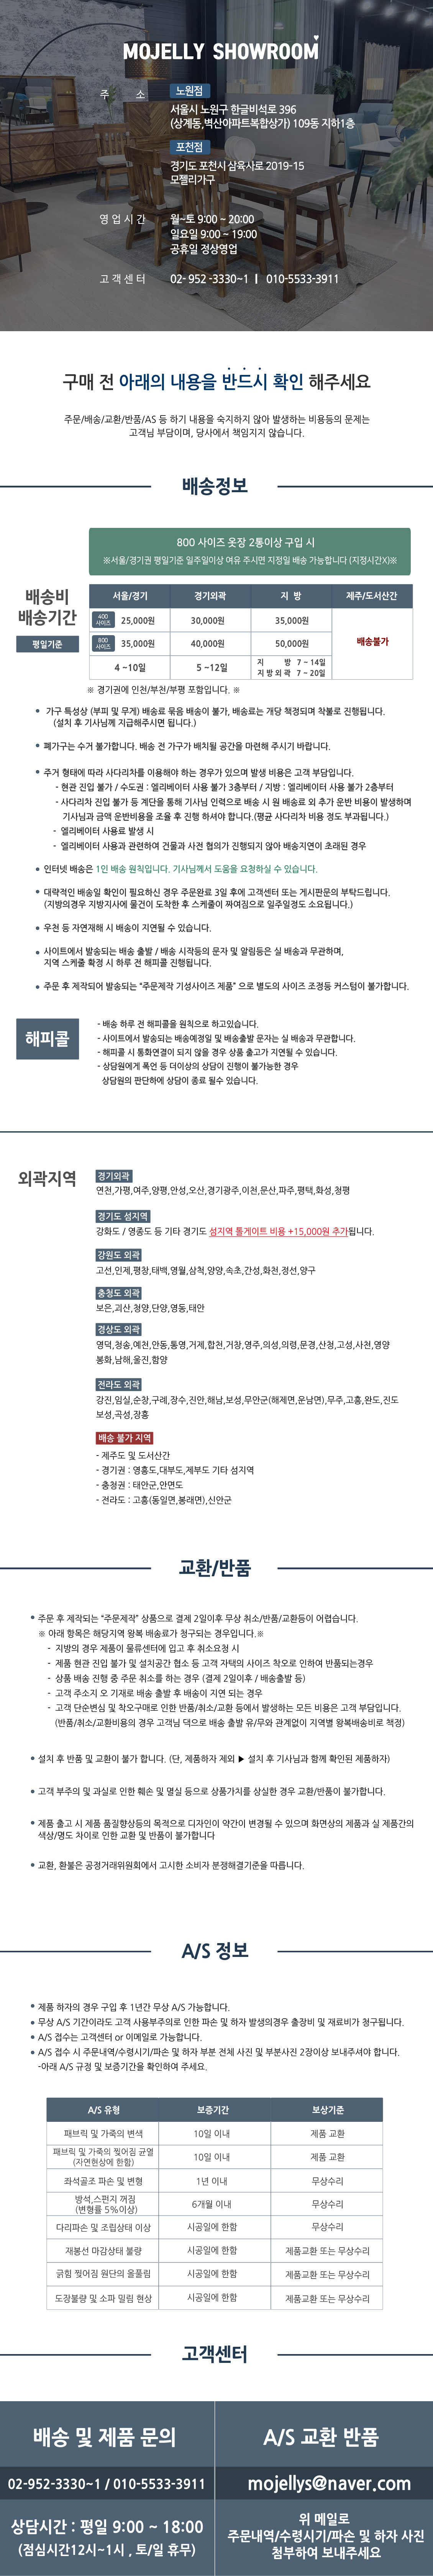 MOJELLY SHOWROOM
주 소
노원점
서울시 노원구 한글비석로 396
(상계동,벽산아파트복합상가) 109동 지하1층
포천점
경기도 포천시 삼육사로 2019-15
모젤리가구
영업시간
월~토 9:00 ~ 20:00
일요일 9:00 ~ 19:00
공휴일 정상영업
고객센터
02- 952 -3330~1 | 010-5533-3911
구매 전 아래의 내용을 반드시 확인 해주세요
주문/배송/교환/반품/AS 등 하기 내용을 숙지하지 않아 발생하는 비용등의 문제는
고객님 부담이며, 당사에서 책임지지 않습니다.
배송정보
800 사이즈 옷장 2통이상 구입 시
※서울/경기권 평일기준 일주일이상 여유 주시면 지정일 배송 가능합니다 (지정시간X)※
배송비
배송기간
평일기준
서울/경기 경기외곽 지 방 제주/도서산간
400 사이즈 25,000원 30,000원 35,000원
800 사이즈 35,000원 40,000원 50,000원
배송불가
4 ~10일 5 ~12일 지 방 7 ~ 14일
지방외곽 7 ~ 20일
※ 경기권에 인천/부천/부평 포함입니다. ※
• 가구 특성상 (부피 및 무게) 배송료 묶음 배송이 불가, 배송료는 개당 책정되며 착불로 진행됩니다.
(설치 후 기사님께 지급해주시면 됩니다.)
• 폐가구는 수거 불가합니다. 배송 전 가구가 배치될 공간을 마련해 주시기 바랍니다.
• 주거 형태에 따라 사다리차를 이용해야 하는 경우가 있으며 발생 비용은 고객 부담입니다.
- 현관 진입 불가 / 수도권 : 엘리베이터 사용 불가 3층부터 / 지방 : 엘리베이터 사용 불가 2층부터
- 사다리차 진입 불가 등 계단을 통해 기사님 인력으로 배송 시 원 배송료 외 추가 운반 비용이 발생하며
기사님과 금액 운반비용을 조율 후 진행 하셔야 합니다.(평균 사다리차 비용 정도 부과됩니다.)
- 엘리베이터 사용료 발생 시
- 엘리베이터 사용과 관련하여 건물과 사전 협의가 진행되지 않아 배송지연이 초래된 경우
• 인터넷 배송은 1인 배송 원칙입니다. 기사님께서 도움을 요청하실 수 있습니다.
• 대략적인 배송일 확인이 필요하신 경우 주문완료 3일 후에 고객센터 또는 게시판문의 부탁드립니다.
(지방의경우 지방지사에 물건이 도착한 후 스케줄이 짜여짐으로 일주일정도 소요됩니다.)
• 우천 등 자연재해 시 배송이 지연될 수 있습니다.
• 사이트에서 발송되는 배송 출발 / 배송 시작등의 문자 및 알림등은 실 배송과 무관하며,
지역 스케줄 확정 시 하루 전 해피콜 진행됩니다.
• 주문 후 제작되어 발송되는 "주문제작 기성사이즈 제품" 으로 별도의 사이즈 조정등 커스텀이 불가합니다.
해피콜
- 배송 하루 전 해피콜을 원칙으로 하고있습니다.
- 사이트에서 발송되는 배송예정일 및 배송출발 문자는 실 배송과 무관합니다.
- 해피콜 시 통화연결이 되지 않을 경우 상품 출고가 지연될 수 있습니다.
- 상담원에게 폭언 등 더이상의 상담이 진행이 불가능한 경우
상담원의 판단하에 상담이 종료 될수 있습니다.
외곽지역
경기외곽
연천,가평,여주,양평,안성,오산,경기광주,이천,문산,파주,평택,화성,청평
경기도 섬지역
강화도 / 영종도 등 기타 경기도 섬지역 톨게이트 비용 +15,000원 추가됩니다.
강원도 외곽
고선,인제,평창,태백,영월,삼척,양양,속초,간성,화천,정선,양구
충청도 외곽
보은,괴산,청양,단양,영동,태안
경상도 외곽
영덕,청송,예천,안동,통영,거제,합천,거창,영주,의성,의령,문경,산청,고성,사천,영양
봉화,남해,울진,함양
전라도 외곽
강진,임실,순창,구례,장수,진안,해남,보성,무안군(해제면,운남면),무주,고흥,완도,진도
보성,곡성,장흥
배송 불가 지역
- 제주도 및 도서산간
- 경기권 : 영흥도,대부도,제부도 기타 섬지역
- 충청권 : 태안군,안면도
- 전라도 : 고흥(동일면,봉래면),신안군
교환/반품
• 주문 후 제작되는 "주문제작" 상품으로 결제 2일이후 무상 취소/반품/교환등이 어렵습니다.
※ 아래 항목은 해당지역 왕복 배송료가 청구되는 경우입니다.※
- 지방의 경우 제품이 물류센터에 입고 후 취소요청 시
- 제품 현관 진입 불가 및 설치공간 협소 등 고객 자택의 사이즈 착오로 인하여 반품되는경우
- 상품 배송 진행 중 주문 취소를 하는 경우 (결제 2일이후 / 배송출발 등)
- 고객 주소지 오 기재로 배송 출발 후 배송이 지연 되는 경우
- 고객 단순변심 및 착오구매로 인한 반품/취소/교환 등에서 발생하는 모든 비용은 고객 부담입니다.
(반품/취소/교환비용의 경우 고객님 댁으로 배송 출발 유/무와 관계없이 지역별 왕복배송비로 책정)
• 설치 후 반품 및 교환이 불가 합니다. (단, 제품하자 제외 ▶ 설치 후 기사님과 함께 확인된 제품하자)
• 고객 부주의 및 과실로 인한 훼손 및 멸실 등으로 상품가치를 상실한 경우 교환/반품이 불가합니다.
• 제품 출고 시 제품 품질향상등의 목적으로 디자인이 약간이 변경될 수 있으며 화면상의 제품과 실 제품간의
색상/명도 차이로 인한 교환 및 반품이 불가합니다
• 교환, 환불은 공정거래위원회에서 고시한 소비자 분쟁해결기준을 따릅니다.
A/S 정보
• 제품 하자의 경우 구입 후 1년간 무상 A/S 가능합니다.
• 무상 A/S 기간이라도 고객 사용부주의로 인한 파손 및 하자 발생의경우 출장비 및 재료비가 청구됩니다.
• A/S 접수는 고객센터 or 이메일로 가능합니다.
• A/S 접수 시 주문내역/수령시기/파손 및 하자 부분 전체 사진 및 부분사진 2장이상 보내주셔야 합니다.
-아래 A/S 규정 및 보증기간을 확인하여 주세요.
A/S 유형 보증기간 보상기준
패브릭 및 가죽의 변색 10일 이내 제품 교환
패브릭 및 가죽의 찢어짐 균열
(자연현상에 한함) 10일 이내 제품 교환
좌석골조 파손 및 변형 1년 이내 무상수리
방석,스펀지 꺼짐
(변형률 5%이상) 6개월 이내 무상수리
다리파손 및 조립상태 이상 시공일에 한함 무상수리
재봉선 마감상태 불량 시공일에 한함 제품교환 또는 무상수리
긁힘 찢어짐 원단의 올풀림 시공일에 한함 제품교환 또는 무상수리
도장불량 및 소파 밀림 현상 시공일에 한함 제품교환 또는 무상수리
고객센터
배송 및 제품 문의
02-952-3330~1 / 010-5533-3911
상담시간 : 평일 9:00 ~ 18:00
(점심시간12시~1시 , 토/일 휴무)
A/S 교환 반품
mojellys@naver.com
위 메일로
주문내역/수령시기/파손 및 하자 사진
첨부하여 보내주세요